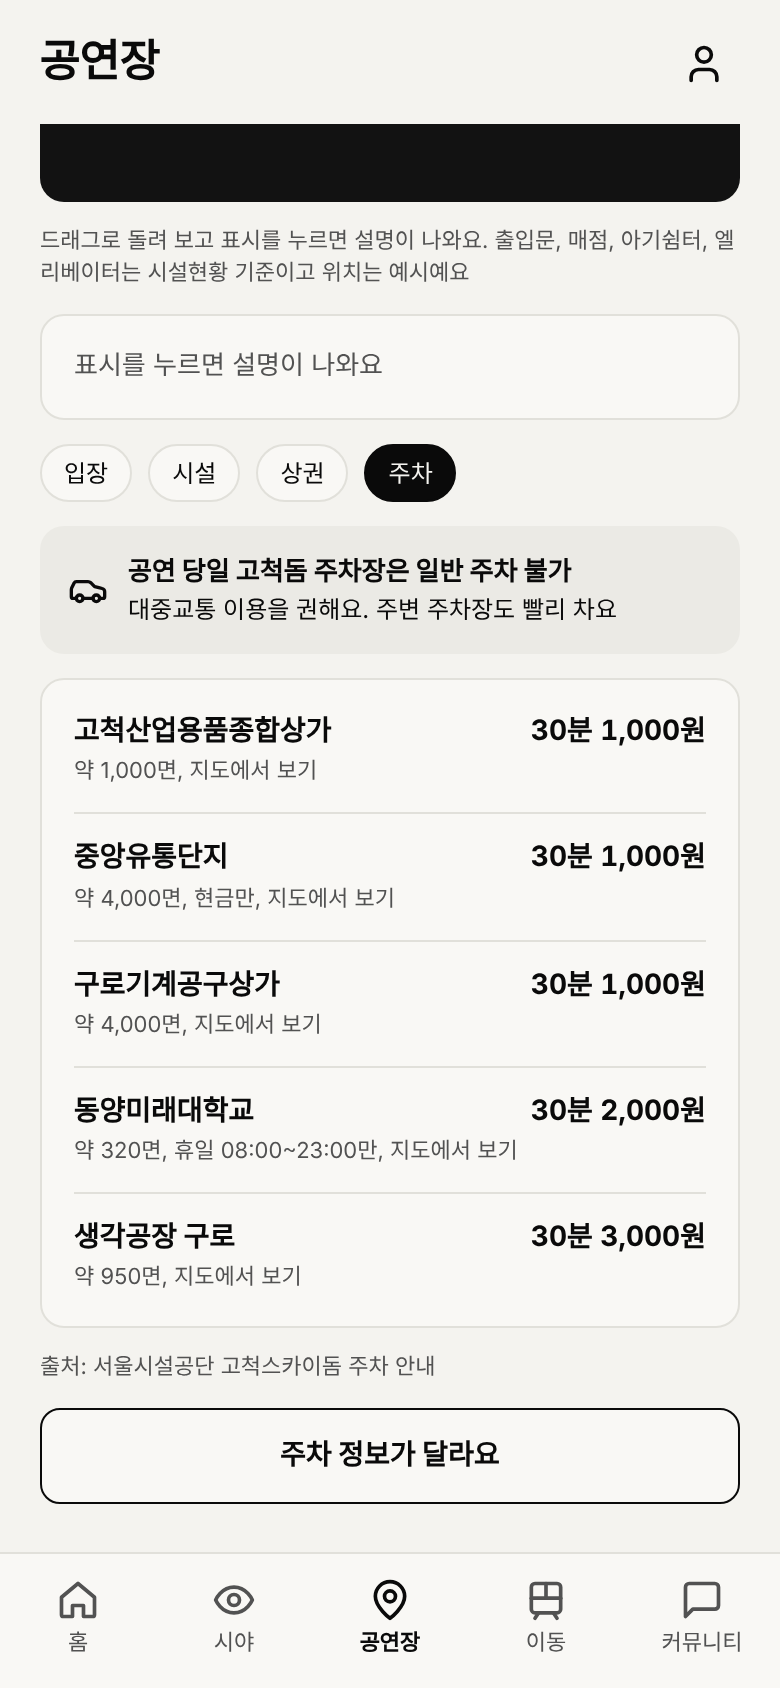 공연장
드래그로 돌려 보고 표시를 누르면 설명이 나와요. 출입문, 매점, 아기쉼터, 엘
리베이터는 시설현황 기준이고 위치는 예시예요
표시를 누르면 설명이 나와요
입장 시설 상권 주차
공연 당일 고척돔 주차장은 일반 주차 불가
대중교통 이용을 권해요. 주변 주차장도 빨리 차요
고척산업용품종합상가 30분 1,000원
약 1,000면, 지도에서 보기
중앙유통단지 30분 1,000원
약 4,000면, 현금만, 지도에서 보기
구로기계공구상가 30분 1,000원
약 4,000면, 지도에서 보기
동양미래대학교 30분 2,000원
약 320면, 휴일 08:00~23:00만, 지도에서 보기
생각공장 구로 30분 3,000원
약 950면, 지도에서 보기
출처: 서울시설공단 고척스카이돔 주차 안내
주차 정보가 달라요
홈 시야 공연장 이동 커뮤니티